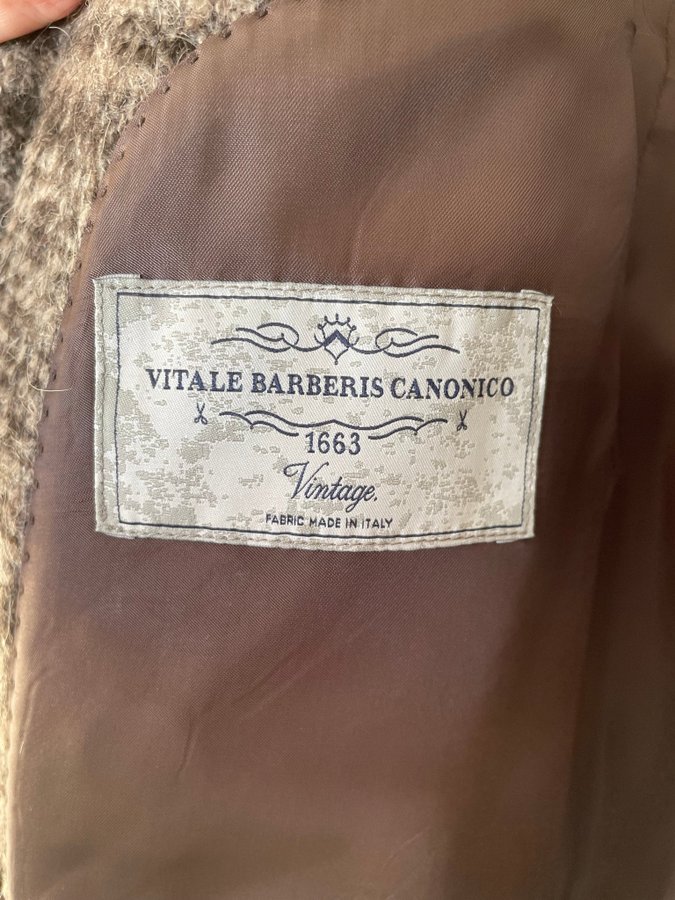 VITALE BARBERIS CANONICO
1663
Vintage.
FABRIC MADE IN ITALY